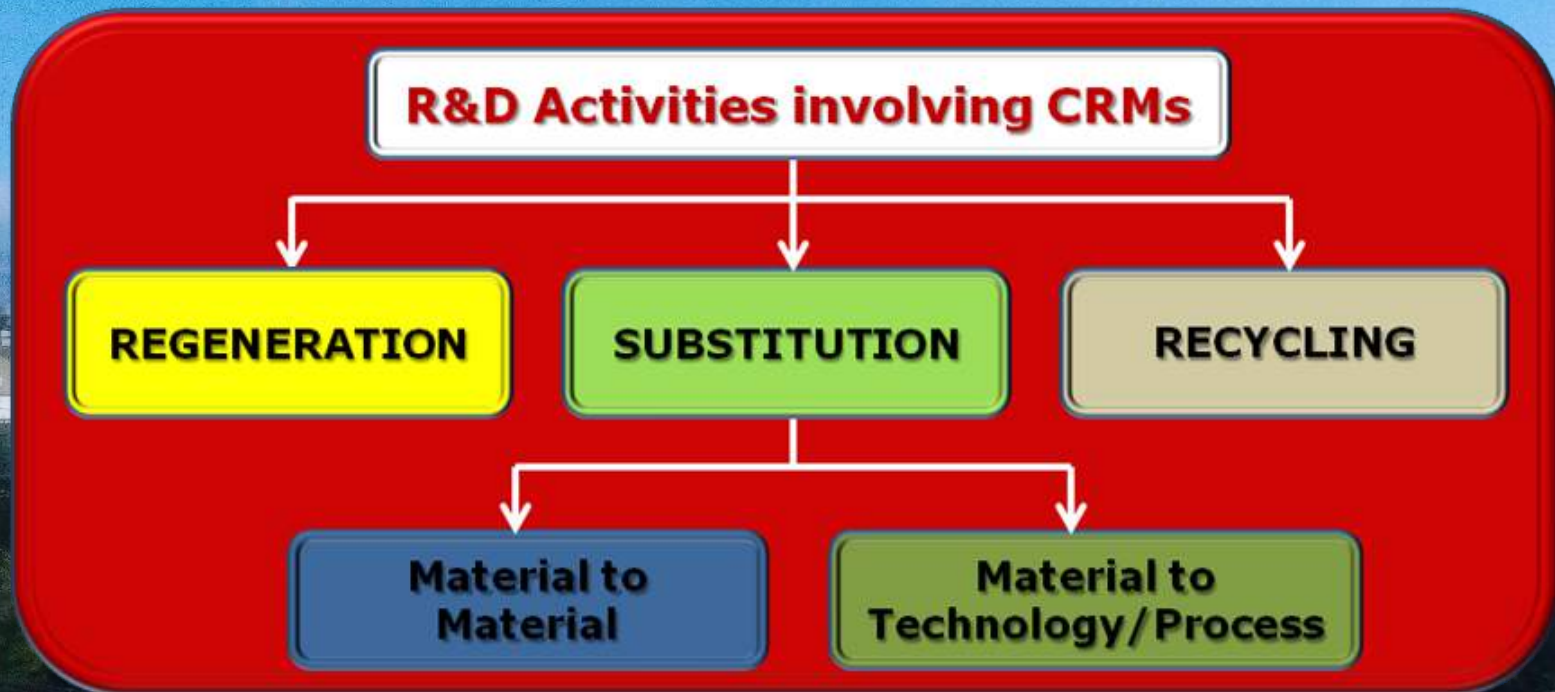 R&D Activities involving CRMs
REGENERATION
SUBSTITUTION
RECYCLING
Material to
Material
Material to
Technology/Process